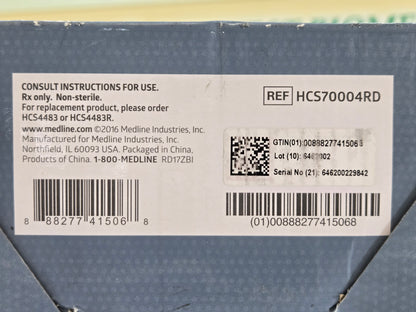 CONSULT INSTRUCTIONS FOR USE.
Rx only. Non-sterile.
For replacement product, please order
HCS4483 or HCS4483R.
www.medline.com ©2016 Medline Industries, Inc.
Manufactured for Medline Industries, Inc.
Northfield, IL 60093 USA. Packaged in China.
Products of China. 1-800-MEDLINE RD17ZBI
8 88277 41506 8
REF HCS70004RD
GTIN(01):00888277415068
Lot (10): 6462002
Serial No (21): 646200229842
(01)00888277415068